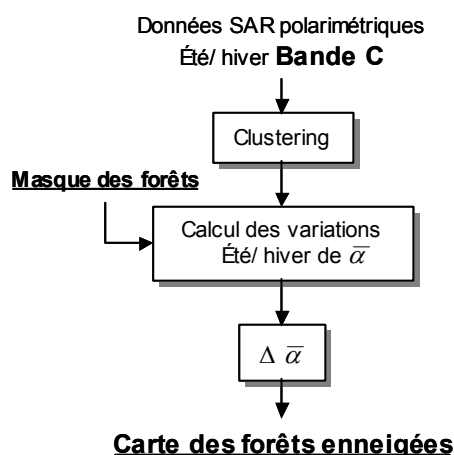 Données SAR polarimétriques
Été/ hiver Bande C
Clustering
Masque des forêts
Calcul des variations
Été/ hiver de α̅
Δ α̅
Carte des forêts enneigées